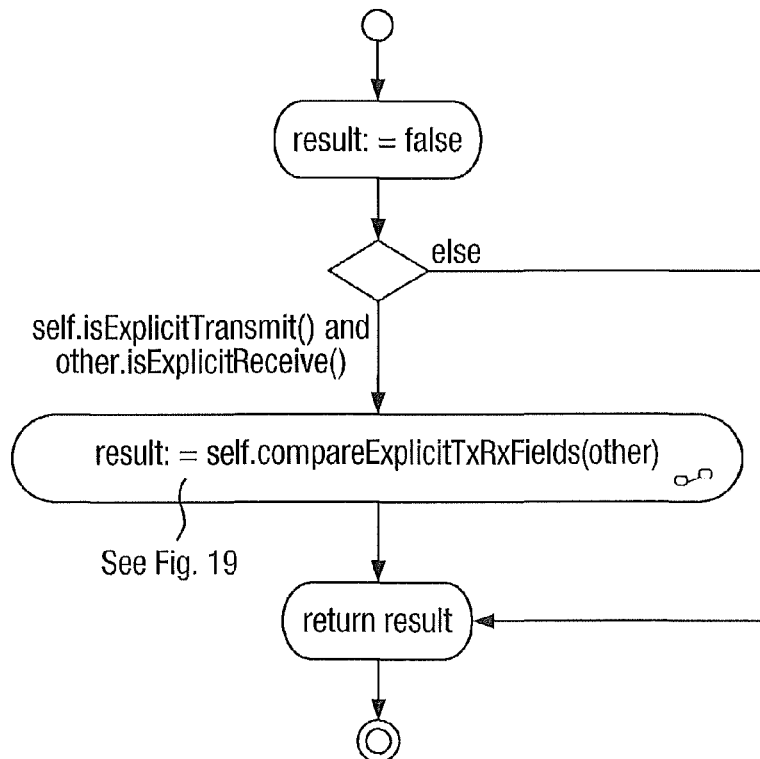 result: = false
else
self.isExplicitTransmit() and
other.isExplicitReceive()
result: = self.compareExplicitTxRxFields(other)
See Fig. 19
return result